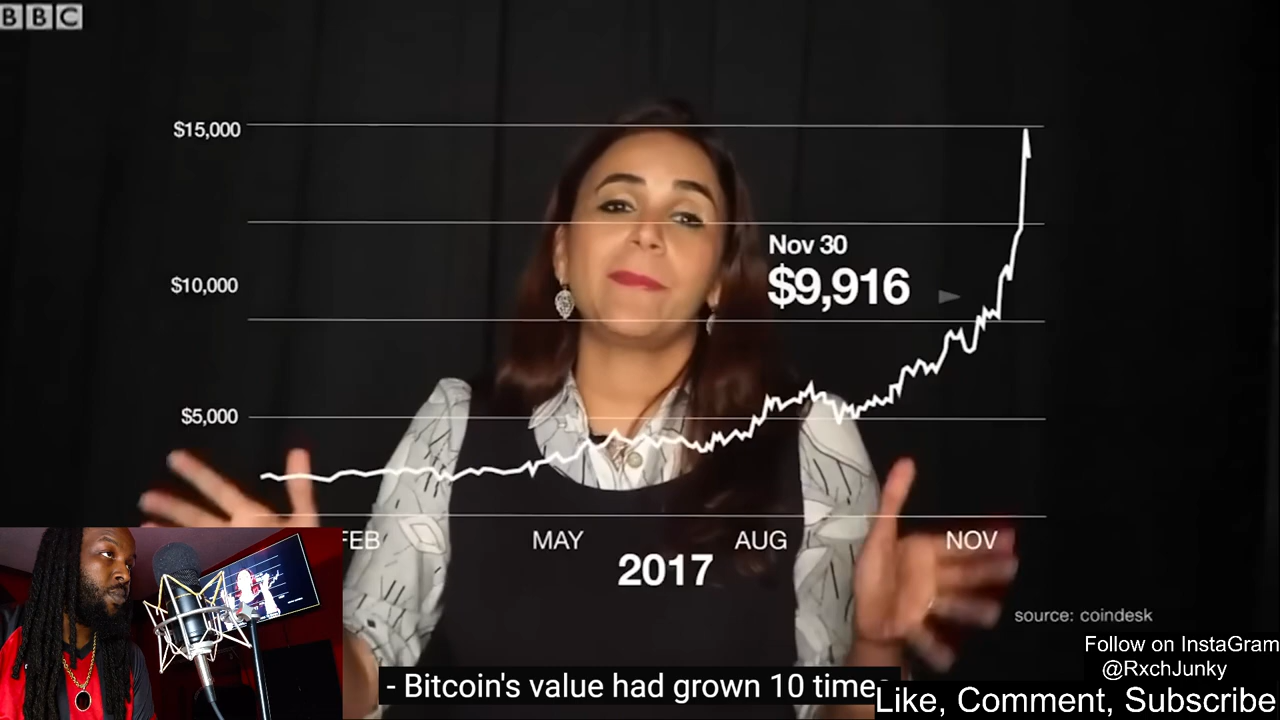 BBC
$15,000
Nov 30
$9,916
$10,000
$5,000
FEB MAY AUG NOV
2017
source: coindesk
Follow on InstaGram
@RxchJunky
- Bitcoin's value had grown 10
Like, Comment, Subscribe